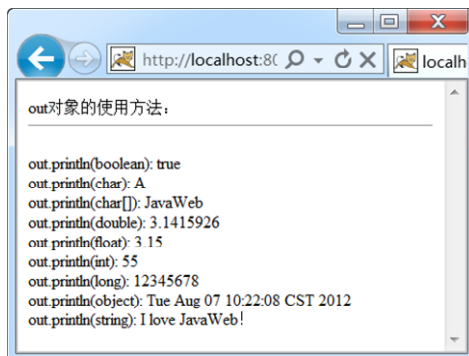 http://localhost:8(
localh
out对象的使用方法：
out.println(boolean): true
out.println(char): A
out.println(char[]): JavaWeb
out.println(double): 3.1415926
out.println(float): 3.15
out.println(int): 55
out.println(long): 12345678
out.println(object): Tue Aug 07 10:22:08 CST 2012
out.println(string): I love JavaWeb！